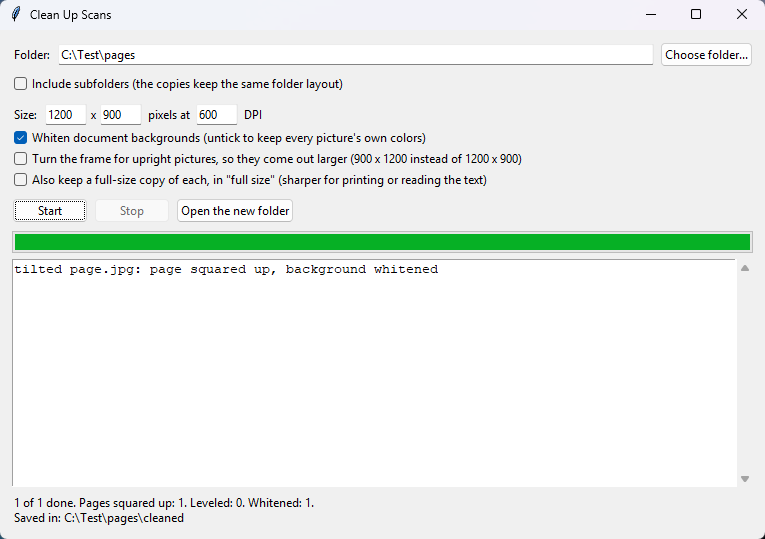 Clean Up Scans
Folder: C:\Test\pages Choose folder...
Include subfolders (the copies keep the same folder layout)
Size: 1200 x 900 pixels at 600 DPI
Whiten document backgrounds (untick to keep every picture's own colors)
Turn the frame for upright pictures, so they come out larger (900 x 1200 instead of 1200 x 900)
Also keep a full-size copy of each, in "full size" (sharper for printing or reading the text)
Start Stop Open the new folder
tilted page.jpg: page squared up, background whitened
1 of 1 done. Pages squared up: 1. Leveled: 0. Whitened: 1.
Saved in: C:\Test\pages\cleaned